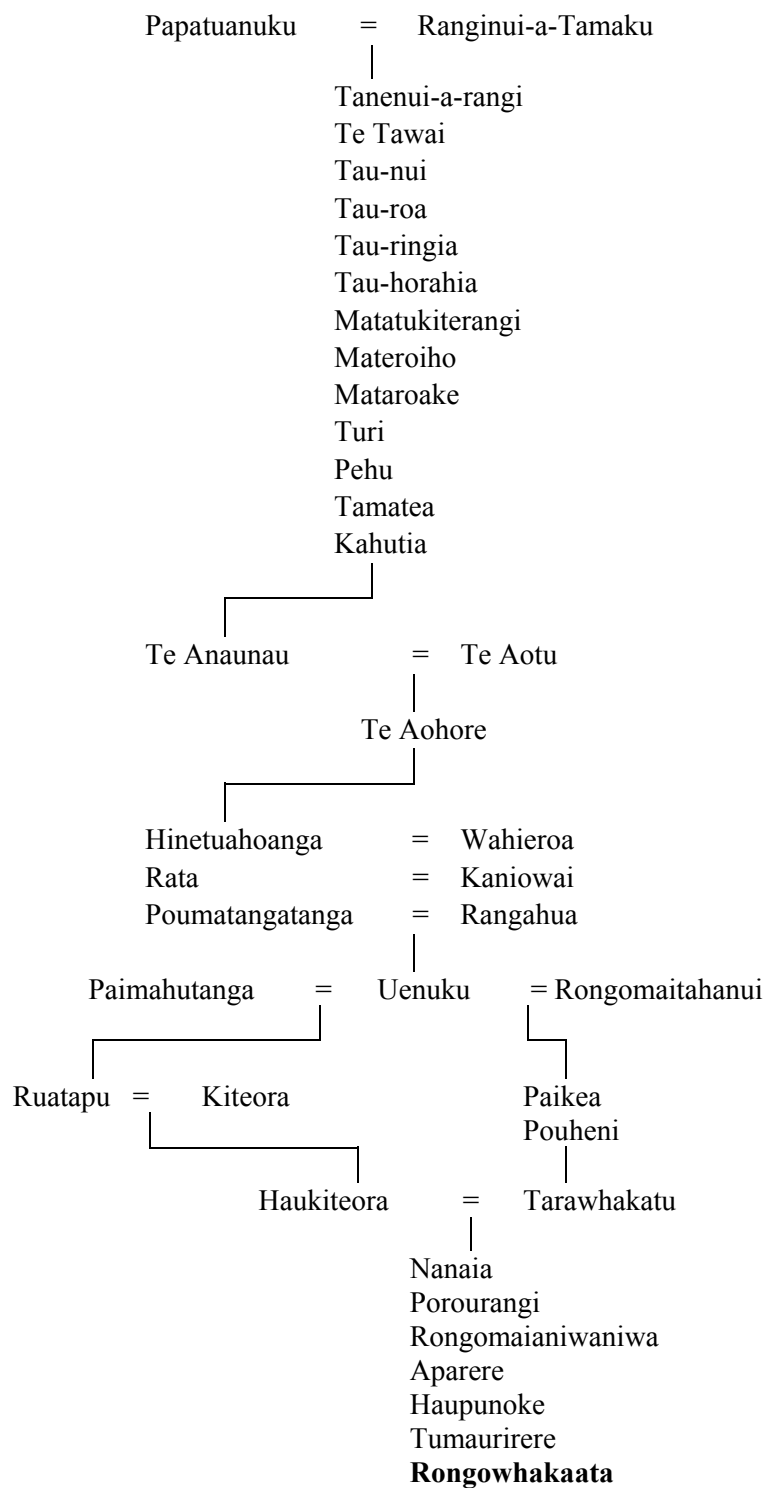 Papatuanuku = Ranginui-a-Tamaku
Tanenui-a-rangi
Te Tawai
Tau-nui
Tau-roa
Tau-ringia
Tau-horahia
Matatukiterangi
Materoiho
Mataroake
Turi
Pehu
Tamatea
Kahutia
Te Anaunau = Te Aotu
Te Aohore
Hinetuahoanga = Wahieroa
Rata = Kaniowai
Poumatangatanga = Rangahua
Paimahutanga = Uenuku = Rongomaitahanui
Ruatapu = Kiteora Paikea
Pouheni
Haukiteora = Tarawhakatu
Nanaia
Porourangi
Rongomaianiwaniwa
Aparere
Haupunoke
Tumaurirere
Rongowhakaata